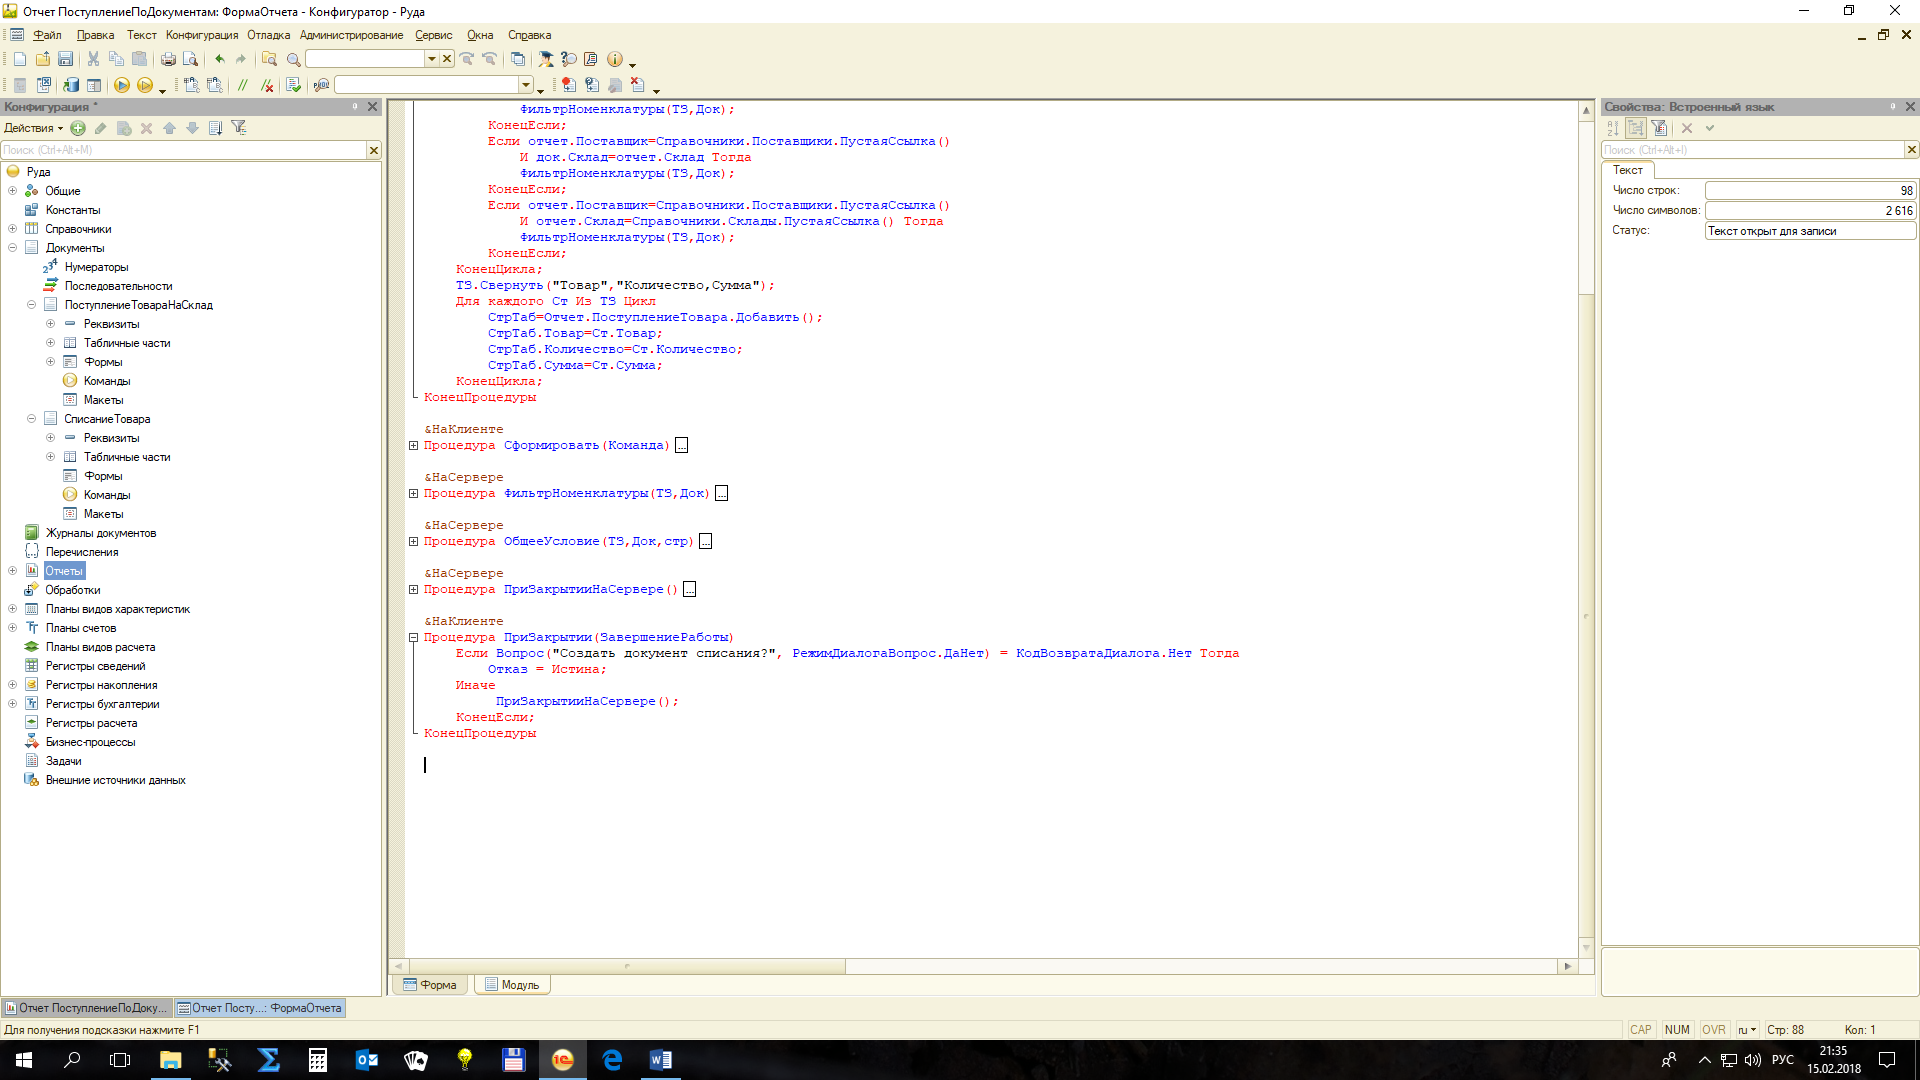 Отчет ПоступлениеПоДокументам: ФормаОтчета - Конфигуратор - Руда
Файл Правка Текст Конфигурация Отладка Администрирование Сервис Окна Справка
Конфигурация *
Действия
Поиск (Ctrl+Alt+M)
Руда
Общие
Константы
Справочники
Документы
Нумераторы
Последовательности
ПоступлениеТовараНаСклад
Реквизиты
Табличные части
Формы
Команды
Макеты
СписаниеТовара
Реквизиты
Табличные части
Формы
Команды
Макеты
Журналы документов
Перечисления
Отчеты
Обработки
Планы видов характеристик
Планы счетов
Планы видов расчета
Регистры сведений
Регистры накопления
Регистры бухгалтерии
Регистры расчета
Бизнес-процессы
Задачи
Внешние источники данных
ФильтрНоменклатуры(ТЗ,Док);
КонецЕсли;
Если отчет.Поставщик=Справочники.Поставщики.ПустаяСсылка()
И док.Склад=отчет.Склад Тогда
ФильтрНоменклатуры(ТЗ,Док);
КонецЕсли;
Если отчет.Поставщик=Справочники.Поставщики.ПустаяСсылка()
И отчет.Склад=Справочники.Склады.ПустаяСсылка() Тогда
ФильтрНоменклатуры(ТЗ,Док);
КонецЕсли;
КонецЦикла;
ТЗ.Свернуть("Товар","Количество,Сумма");
Для каждого Ст Из ТЗ Цикл
СтрТаб=Отчет.ПоступлениеТовара.Добавить();
СтрТаб.Товар=Ст.Товар;
СтрТаб.Количество=Ст.Количество;
СтрТаб.Сумма=Ст.Сумма;
КонецЦикла;
КонецПроцедуры
&НаКлиенте
Процедура Сформировать(Команда) ...
&НаСервере
Процедура ФильтрНоменклатуры(ТЗ,Док) ...
&НаСервере
Процедура ОбщееУсловие(ТЗ,Док,стр) ...
&НаСервере
Процедура ПриЗакрытииНаСервере() ...
&НаКлиенте
Процедура ПриЗакрытии(ЗавершениеРаботы)
Если Вопрос("Создать документ списания?", РежимДиалогаВопрос.ДаНет) = КодВозвратаДиалога.Нет Тогда
Отказ = Истина;
Иначе
ПриЗакрытииНаСервере();
КонецЕсли;
КонецПроцедуры
Форма Модуль
Свойства: Встроенный язык
Поиск (Ctrl+Alt+I)
Текст
Число строк: 98
Число символов: 2 616
Статус: Текст открыт для записи
Отчет ПоступлениеПоДоку... Отчет Посту...: ФормаОтчета
Для получения подсказки нажмите F1
CAP NUM OVR ru Стр: 88 Кол: 1
РУС
21:35
15.02.2018